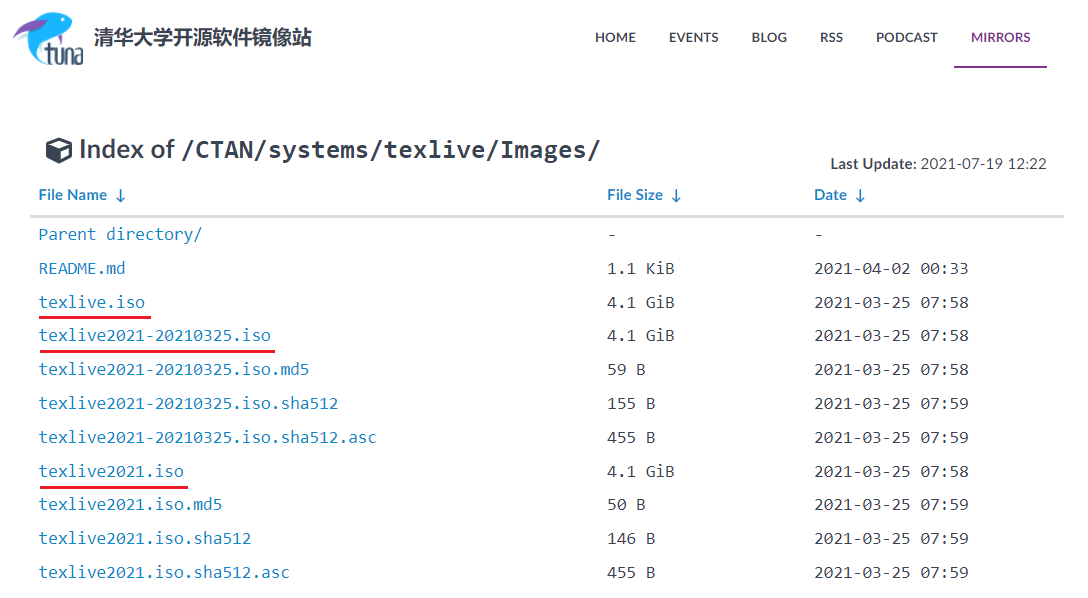 tuna 清华大学开源软件镜像站 HOME EVENTS BLOG RSS PODCAST MIRRORS
Index of /CTAN/systems/texlive/Images/
Last Update: 2021-07-19 12:22
File Name ↓ File Size ↓ Date ↓
Parent directory/ - -
README.md 1.1 KiB 2021-04-02 00:33
texlive.iso 4.1 GiB 2021-03-25 07:58
texlive2021-20210325.iso 4.1 GiB 2021-03-25 07:58
texlive2021-20210325.iso.md5 59 B 2021-03-25 07:58
texlive2021-20210325.iso.sha512 155 B 2021-03-25 07:59
texlive2021-20210325.iso.sha512.asc 455 B 2021-03-25 07:59
texlive2021.iso 4.1 GiB 2021-03-25 07:58
texlive2021.iso.md5 50 B 2021-03-25 07:59
texlive2021.iso.sha512 146 B 2021-03-25 07:59
texlive2021.iso.sha512.asc 455 B 2021-03-25 07:59